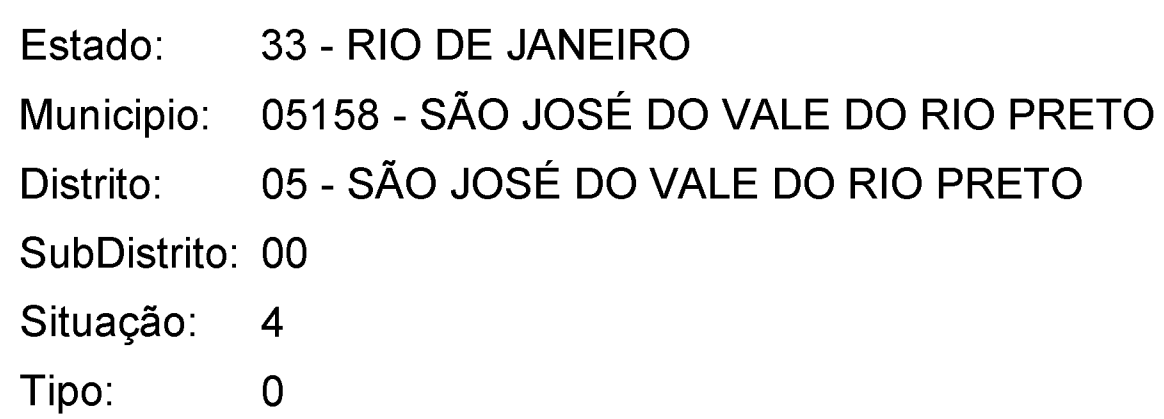 Estado: 33 - RIO DE JANEIRO
Municipio: 05158 - SÃO JOSÉ DO VALE DO RIO PRETO
Distrito: 05 - SÃO JOSÉ DO VALE DO RIO PRETO
SubDistrito: 00
Situação: 4
Tipo: 0